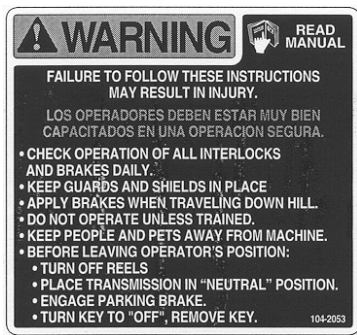 WARNING
READ
MANUAL
FAILURE TO FOLLOW THESE INSTRUCTIONS
MAY RESULT IN INJURY.
LOS OPERADORES DEBEN ESTAR MUY BIEN
CAPACITADOS EN UNA OPERACION SEGURA.
• CHECK OPERATION OF ALL INTERLOCKS
AND BRAKES DAILY.
• KEEP GUARDS AND SHIELDS IN PLACE
• APPLY BRAKES WHEN TRAVELING DOWN HILL.
• DO NOT OPERATE UNLESS TRAINED.
• KEEP PEOPLE AND PETS AWAY FROM MACHINE.
• BEFORE LEAVING OPERATOR'S POSITION:
• TURN OFF REELS
• PLACE TRANSMISSION IN "NEUTRAL" POSITION.
• ENGAGE PARKING BRAKE.
• TURN KEY TO "OFF", REMOVE KEY.
104-2053